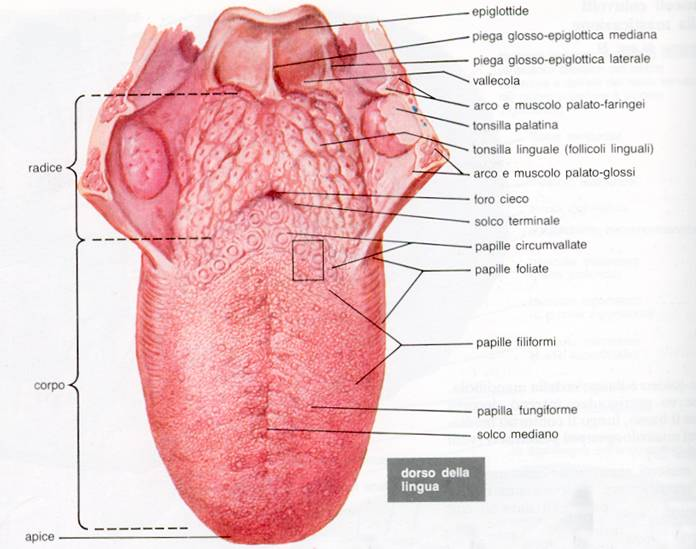 epiglottide
piega glosso-epiglottica mediana
piega glosso-epiglottica laterale
vallecola
arco e muscolo palato-faringei
tonsilla palatina
tonsilla linguale (follicoli linguali)
radice
arco e muscolo palato-glossi
foro cieco
solco terminale
papille circumvallate
papille foliate
papille filiformi
corpo
papilla fungiforme
solco mediano
dorso della
lingua
apice